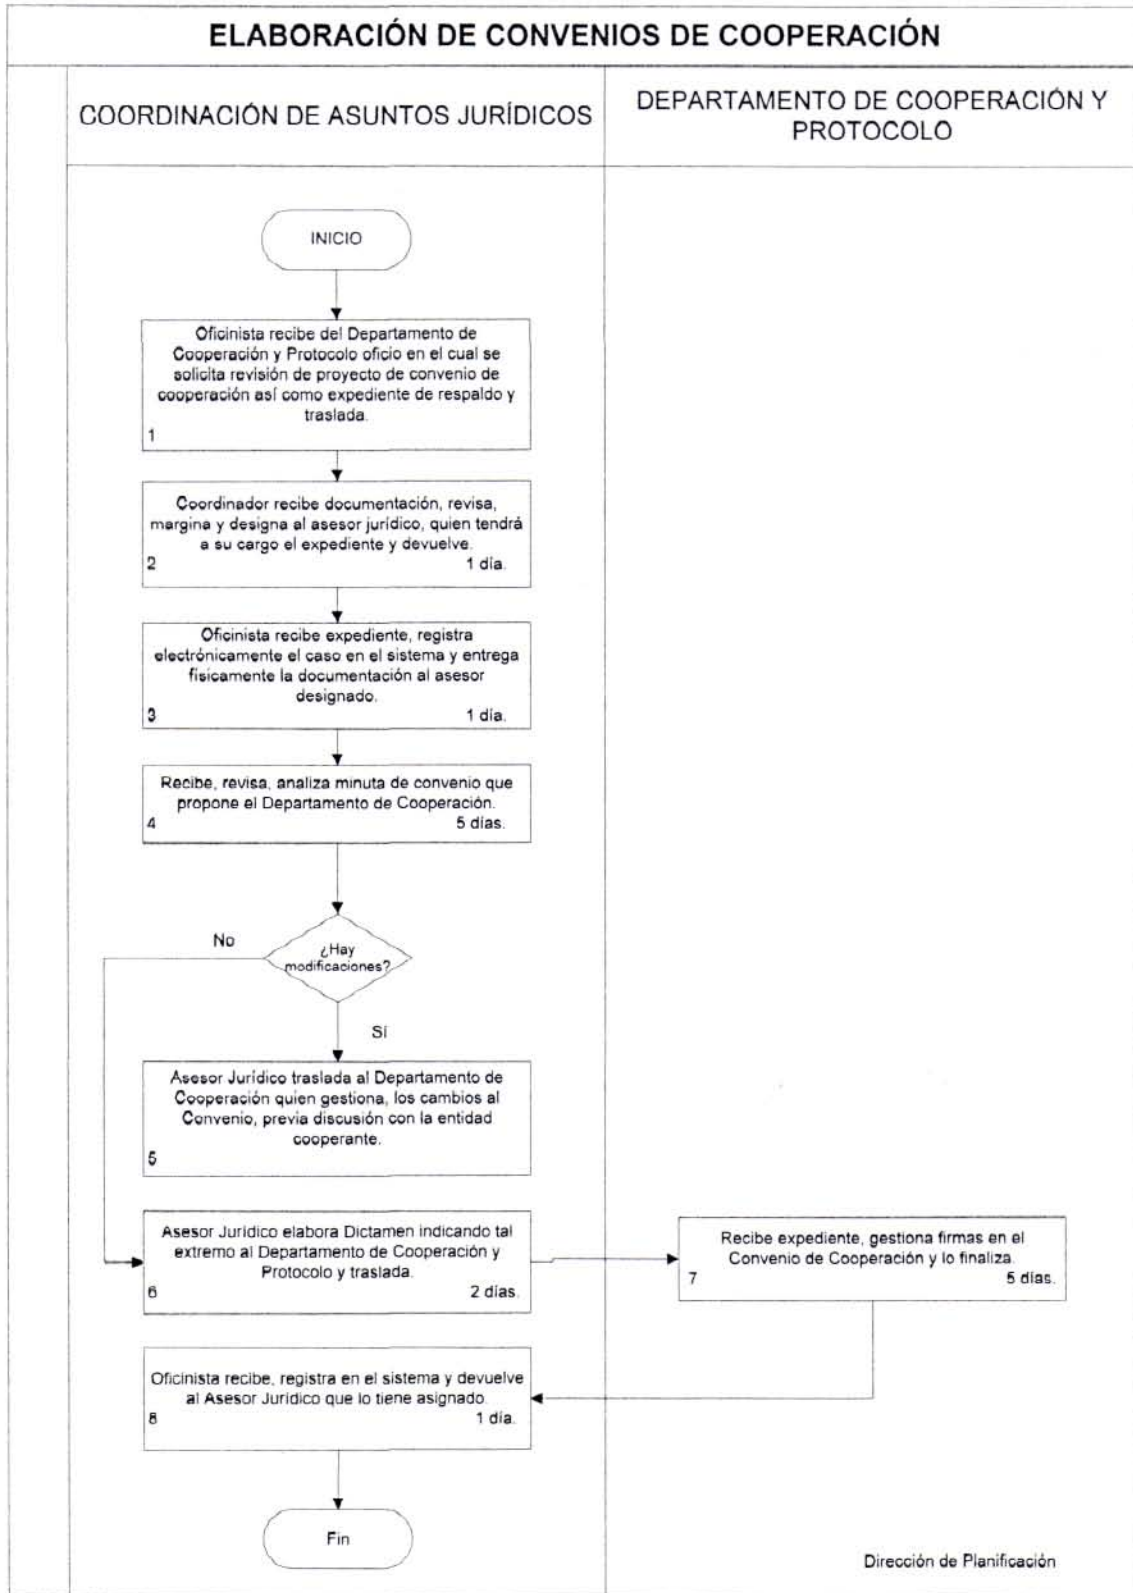 ELABORACIÓN DE CONVENIOS DE COOPERACIÓN
COORDINACIÓN DE ASUNTOS JURÍDICOS
DEPARTAMENTO DE COOPERACIÓN Y
PROTOCOLO
INICIO
Oficinista recibe del Departamento de
Cooperación y Protocolo oficio en el cual se
solicita revisión de proyecto de convenio de
cooperación así como expediente de respaldo y
traslada.
1
Coordinador recibe documentación, revisa,
margina y designa al asesor jurídico, quien tendrá
a su cargo el expediente y devuelve.
2 1 día.
Oficinista recibe expediente, registra
electrónicamente el caso en el sistema y entrega
físicamente la documentación al asesor
designado.
3 1 día.
Recibe, revisa, analiza minuta de convenio que
propone el Departamento de Cooperación.
4 5 días.
No
¿Hay
modificaciones?
Sí
Asesor Jurídico traslada al Departamento de
Cooperación quien gestiona, los cambios al
Convenio, previa discusión con la entidad
cooperante.
5
Asesor Jurídico elabora Dictamen indicando tal
extremo al Departamento de Cooperación y
Protocolo y traslada.
6 2 días.
Recibe expediente, gestiona firmas en el
Convenio de Cooperación y lo finaliza.
7 5 días.
Oficinista recibe, registra en el sistema y devuelve
al Asesor Jurídico que lo tiene asignado.
8 1 día.
Fin
Dirección de Planificación